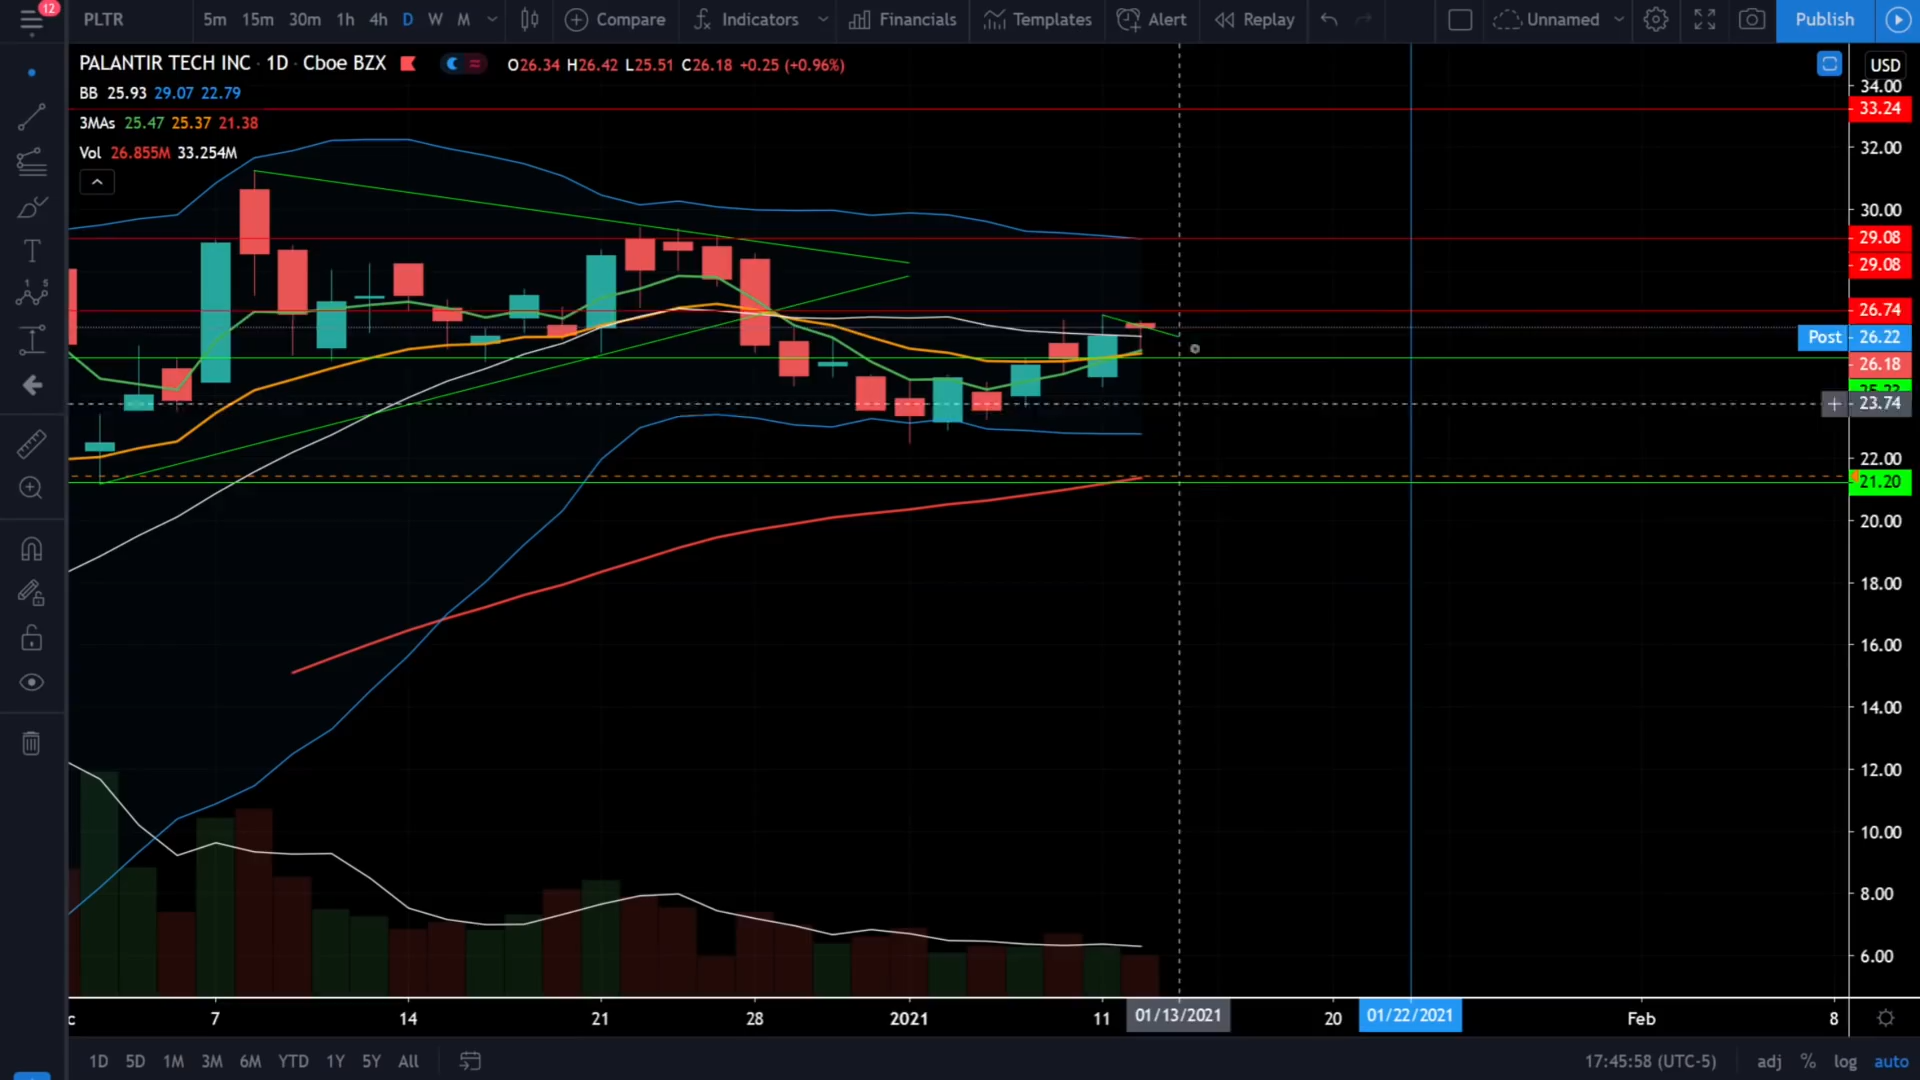 12
PLTR 5m 15m 30m 1h 4h D W M Compare Indicators Financials Templates Alert Replay Unnamed Publish
PALANTIR TECH INC · 1D · Cboe BZX O26.34 H26.42 L25.51 C26.18 +0.25 (+0.96%)
BB 25.93 29.07 22.79
3MAs 25.47 25.37 21.38
Vol 26.855M 33.254M
USD
34.00
33.24
32.00
30.00
29.08
29.08
26.74
Post 26.22
26.18
25.23
23.74
22.00
21.20
20.00
18.00
16.00
14.00
12.00
10.00
8.00
6.00
c 7 14 21 28 2021 11 01/13/2021 20 01/22/2021 Feb 8
1D 5D 1M 3M 6M YTD 1Y 5Y All 17:45:58 (UTC-5) adj % log auto